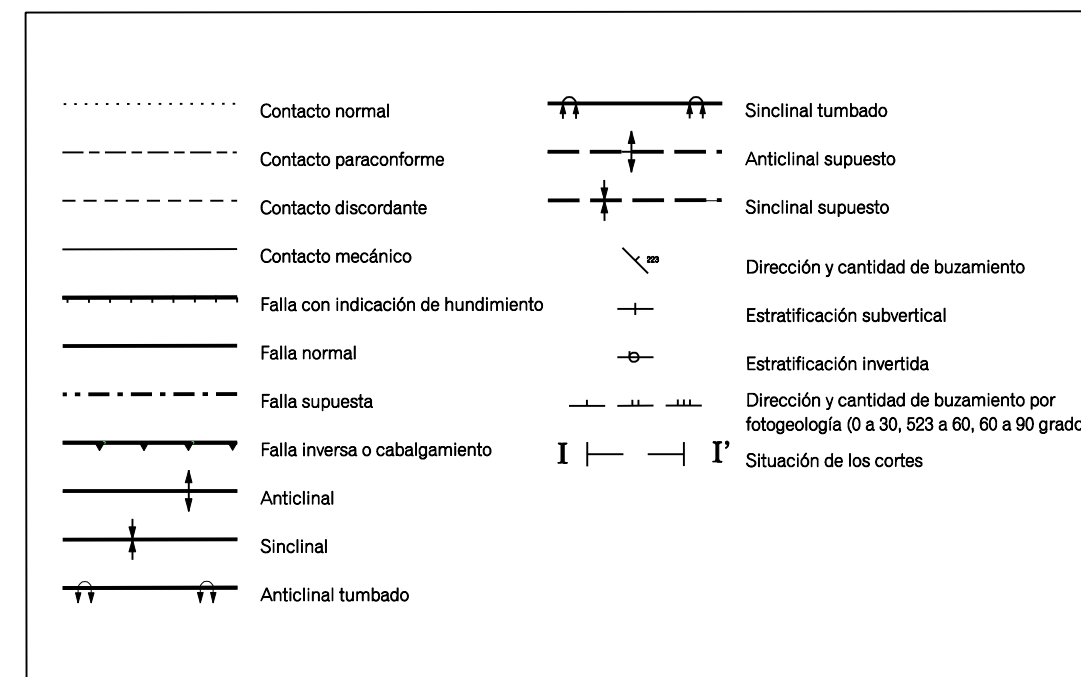 Contacto normal
Contacto paraconforme
Contacto discordante
Contacto mecánico
Falla con indicación de hundimiento
Falla normal
Falla supuesta
Falla inversa o cabalgamiento
Anticlinal
Sinclinal
Anticlinal tumbado
Sinclinal tumbado
Anticlinal supuesto
Sinclinal supuesto
223
Dirección y cantidad de buzamiento
Estratificación subvertical
Estratificación invertida
Dirección y cantidad de buzamiento por
fotogeología (0 a 30, 523 a 60, 60 a 90 grado
I I' Situación de los cortes